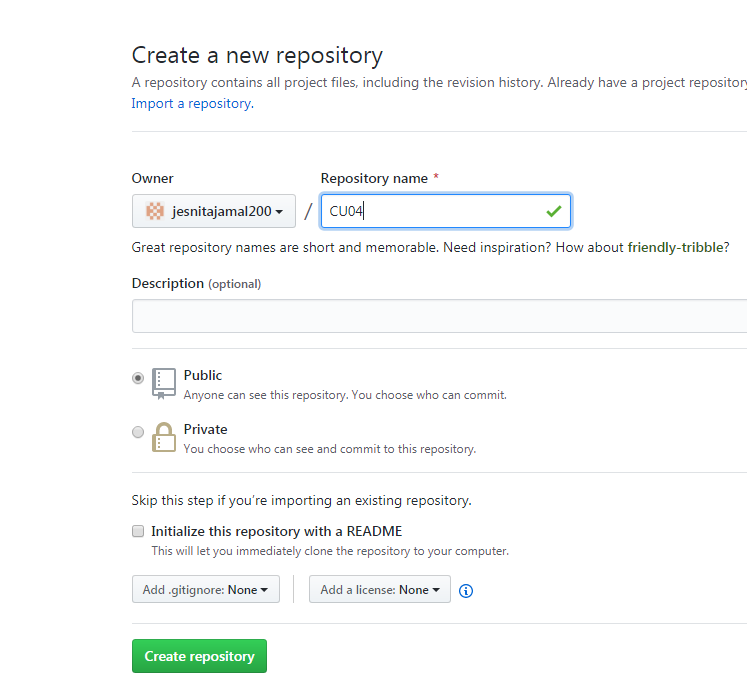 Create a new repository
A repository contains all project files, including the revision history. Already have a project repository
Import a repository.
Owner
Repository name *
jesnitajamal200 / CU04
Great repository names are short and memorable. Need inspiration? How about friendly-tribble?
Description (optional)
Public
Anyone can see this repository. You choose who can commit.
Private
You choose who can see and commit to this repository.
Skip this step if you’re importing an existing repository.
Initialize this repository with a README
This will let you immediately clone the repository to your computer.
Add .gitignore: None
Add a license: None
Create repository